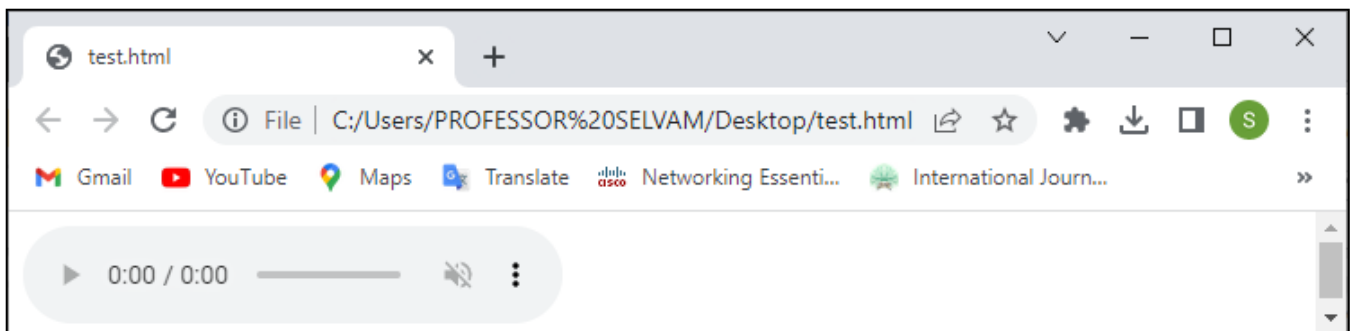 test.html
File | C:/Users/PROFESSOR%20SELVAM/Desktop/test.html
S
Gmail YouTube Maps Translate cisco Networking Essenti... International Journ... »
0:00 / 0:00